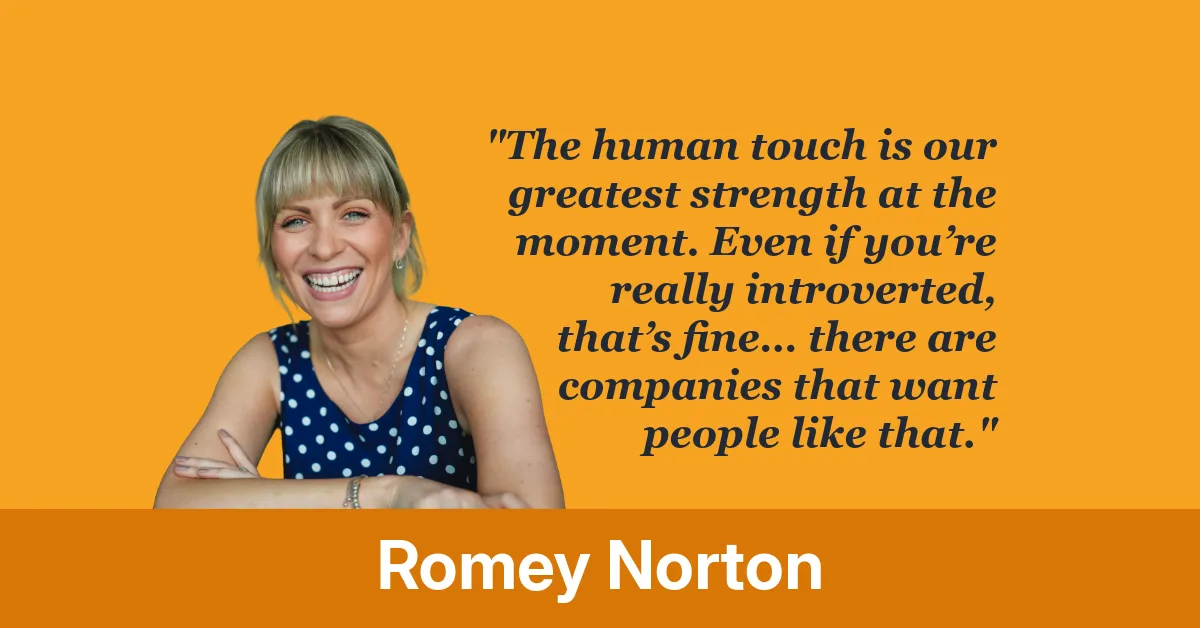 "The human touch is our
greatest strength at the
moment. Even if you’re
really introverted,
that’s fine... there are
companies that want
people like that."
Romey Norton